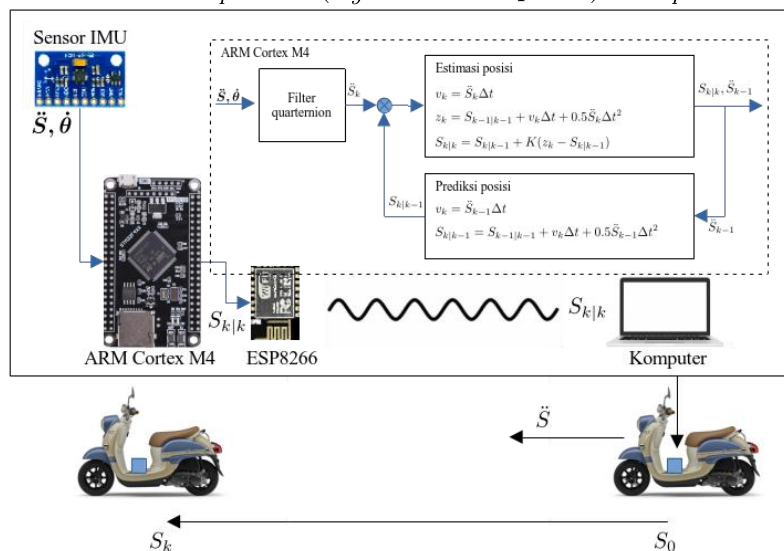 Sensor IMU
S̈, θ̇
ARM Cortex M4
S̈, θ̇
Filter
quarternion
S̈ₖ
Estimasi posisi
vₖ = S̈ₖΔt
zₖ = Sₖ₋₁|ₖ₋₁ + vₖΔt + 0.5S̈ₖΔt²
Sₖ|ₖ = Sₖ|ₖ₋₁ + K(zₖ − Sₖ|ₖ₋₁)
Sₖ|ₖ, S̈ₖ₋₁
Sₖ|ₖ₋₁
Prediksi posisi
vₖ = S̈ₖ₋₁Δt
Sₖ|ₖ₋₁ = Sₖ₋₁|ₖ₋₁ + vₖΔt + 0.5S̈ₖ₋₁Δt²
S̈ₖ₋₁
Sₖ|ₖ
Sₖ|ₖ
ARM Cortex M4
ESP8266
Komputer
S̈
Sₖ
S₀